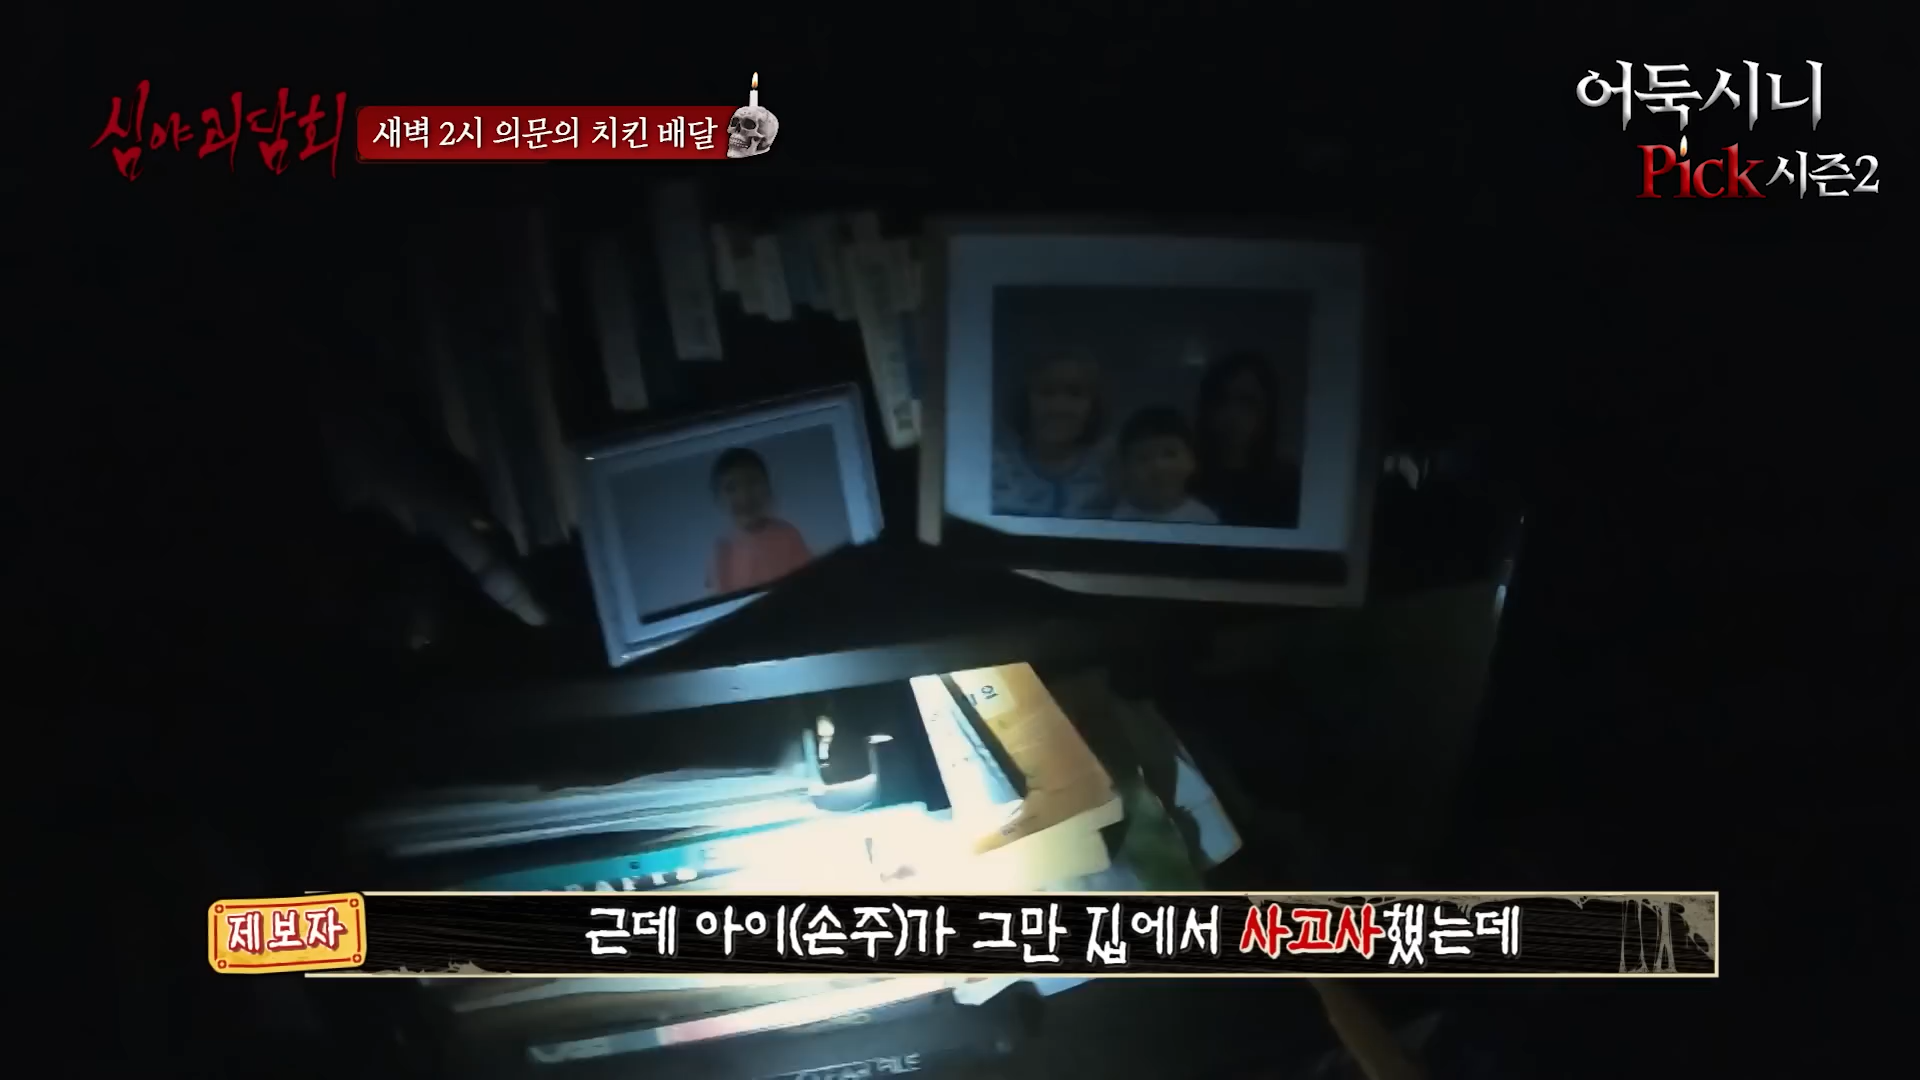 심야괴담회
새벽 2시 의문의 치킨 배달
어둑시니
Pick 시즌2
제보자
근데 아이(손주)가 그만 집에서 사고사했는데